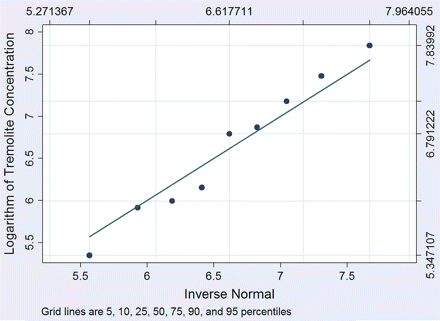 5.271367 6.617711 7.964055
8
7.5
7
6.5
6
5.5
Logarithm of Tremolite Concentration
7.83992
6.791222
5.347107
5.5 6 6.5 7 7.5
Inverse Normal
Grid lines are 5, 10, 25, 50, 75, 90, and 95 percentiles